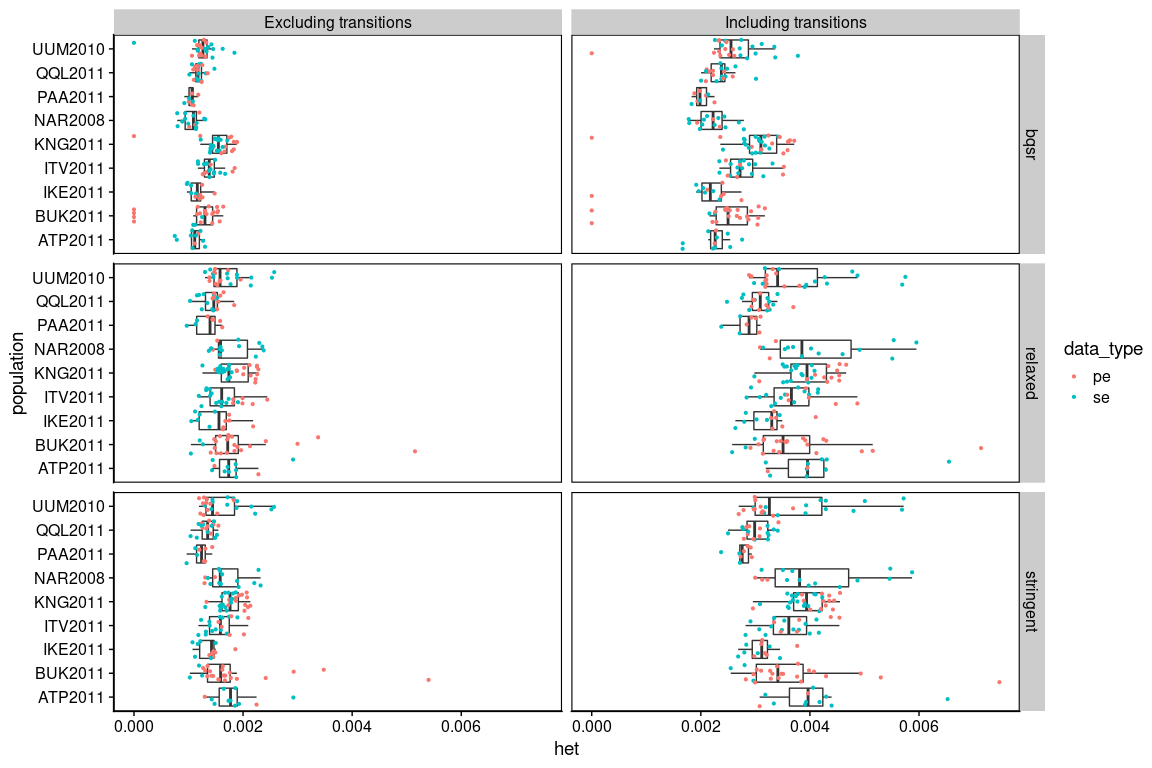 Excluding transitions
Including transitions
UUM2010
QQL2011
PAA2011
NAR2008
KNG2011
ITV2011
IKE2011
BUK2011
ATP2011
bqsr
UUM2010
QQL2011
PAA2011
NAR2008
KNG2011
ITV2011
IKE2011
BUK2011
ATP2011
relaxed
UUM2010
QQL2011
PAA2011
NAR2008
KNG2011
ITV2011
IKE2011
BUK2011
ATP2011
stringent
population
0.000 0.002 0.004 0.006
0.000 0.002 0.004 0.006
het
data_type
pe
se